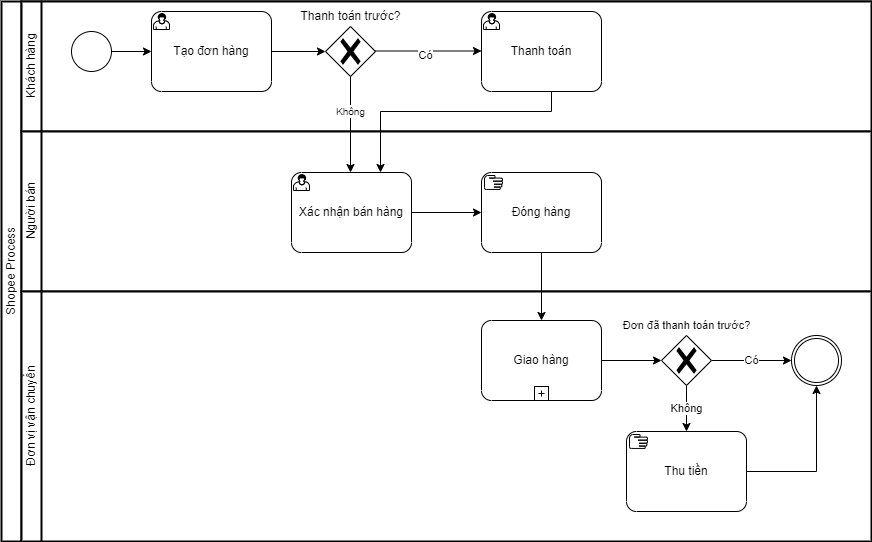 Shopee Process
Khách hàng
Tạo đơn hàng
Thanh toán trước?
Có
Không
Thanh toán
Người bán
Xác nhận bán hàng
Đóng hàng
Đơn vị vận chuyển
Giao hàng
Đơn đã thanh toán trước?
Có
Không
Thu tiền